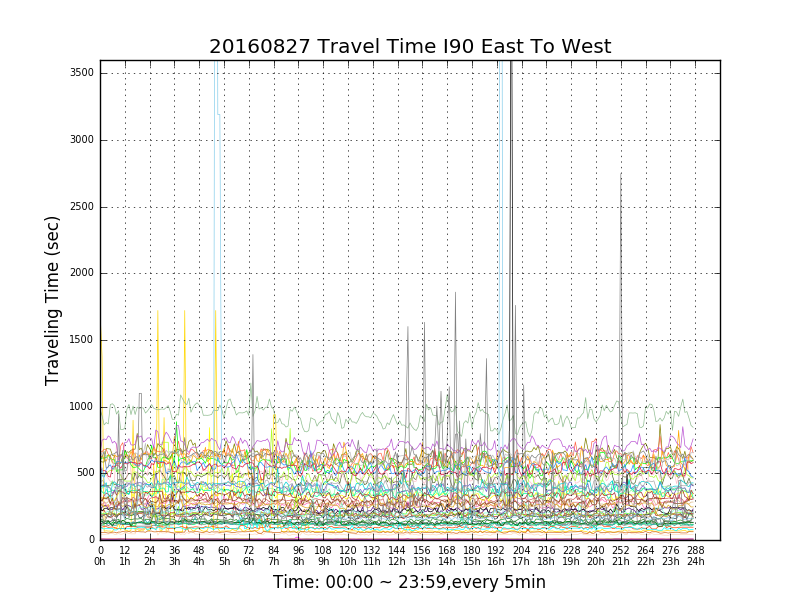 20160827 Travel Time I90 East To West
Traveling Time (sec)
3500
3000
2500
2000
1500
1000
500
0
0 12 24 36 48 60 72 84 96 108 120 132 144 156 168 180 192 204 216 228 240 252 264 276 288
0h 1h 2h 3h 4h 5h 6h 7h 8h 9h 10h 11h 12h 13h 14h 15h 16h 17h 18h 19h 20h 21h 22h 23h 24h
Time: 00:00 ~ 23:59,every 5min